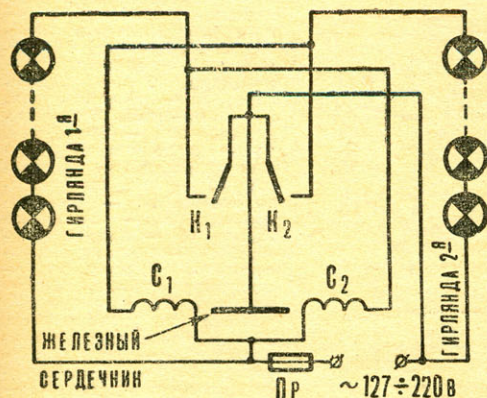 ГИРЛЯНДА 1-Я
К1
К2
С1
С2
ЖЕЛЕЗНЫЙ
СЕРДЕЧНИК
ПР
~127÷220В
ГИРЛЯНДА 2-Я